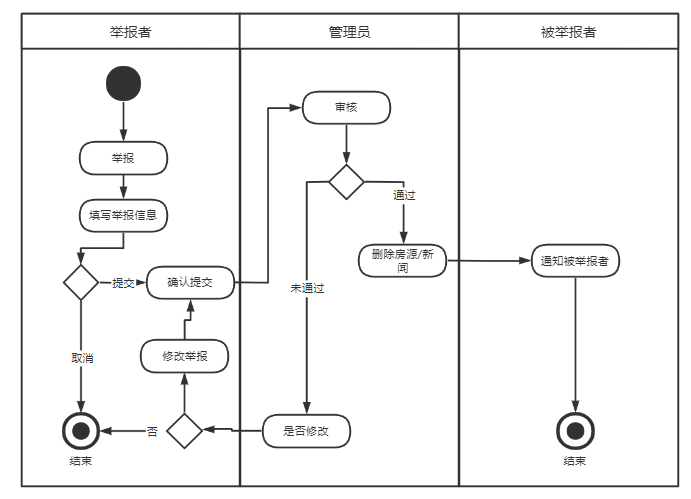 举报者
管理员
被举报者
审核
举报
通过
填写举报信息
删除房源/新
闻
通知被举报者
提交
确认提交
未通过
取消
修改举报
否
是否修改
结束
结束